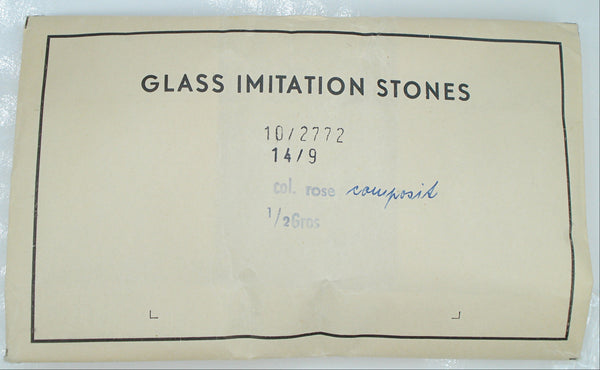 GLASS IMITATION STONES
10/2772
14/9
col. rose composit
1/2Gros